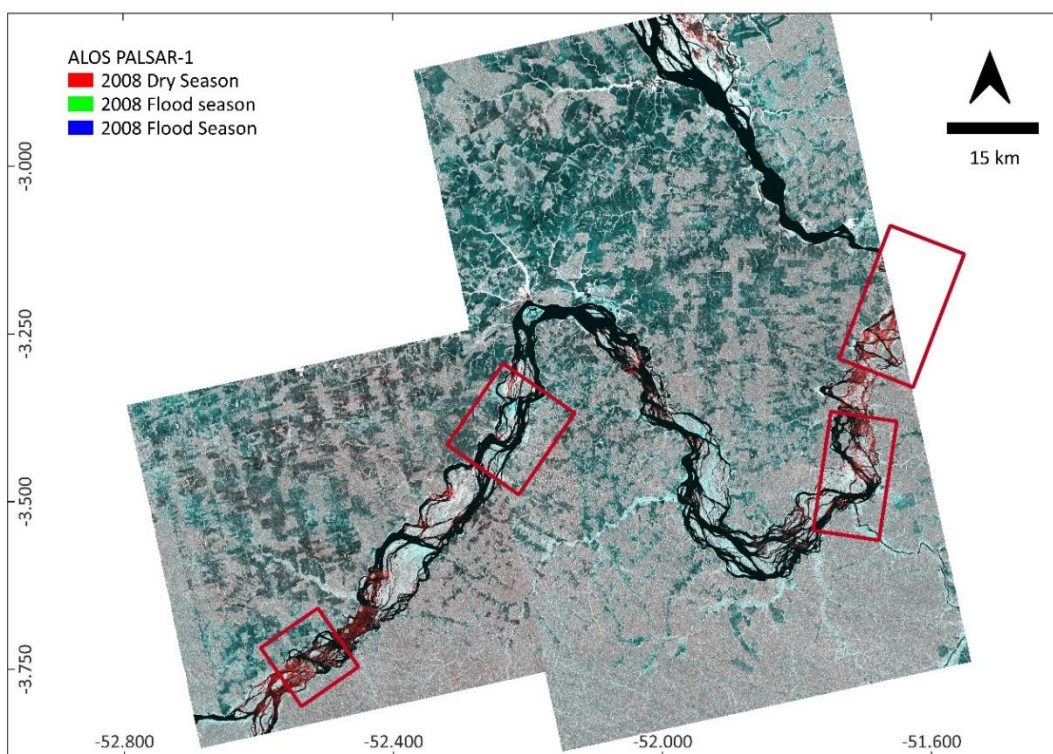 ALOS PALSAR-1
2008 Dry Season
2008 Flood season
2008 Flood Season
15 km
-3.000
-3.250
-3.500
-3.750
-52.800
-52.400
-52.000
-51.600